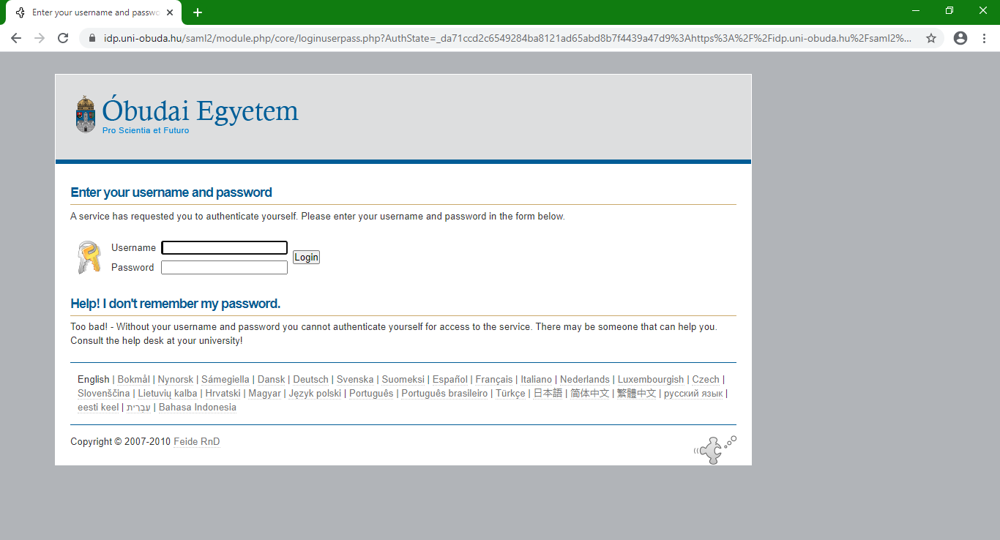 Enter your username and passwo
idp.uni-obuda.hu/saml2/module.php/core/loginuserpass.php?AuthState=_da71ccd2c6549284ba8121ad65abd8b7f4439a47d9%3Ahttps%3A%2F%2Fidp.uni-obuda.hu%2Fsaml2%...
Óbudai Egyetem
Pro Scientia et Futuro
Enter your username and password
A service has requested you to authenticate yourself. Please enter your username and password in the form below.
Username
Login
Password
Help! I don't remember my password.
Too bad! - Without your username and password you cannot authenticate yourself for access to the service. There may be someone that can help you.
Consult the help desk at your university!
English | Bokmål | Nynorsk | Sámegiella | Dansk | Deutsch | Svenska | Suomeksi | Español | Français | Italiano | Nederlands | Luxembourgish | Czech |
Slovenščina | Lietuvių kalba | Hrvatski | Magyar | Język polski | Português | Português brasileiro | Türkçe | 日本語 | 简体中文 | 繁體中文 | русский язык |
eesti keel | עִבְרִית | Bahasa Indonesia
Copyright © 2007-2010 Feide RnD